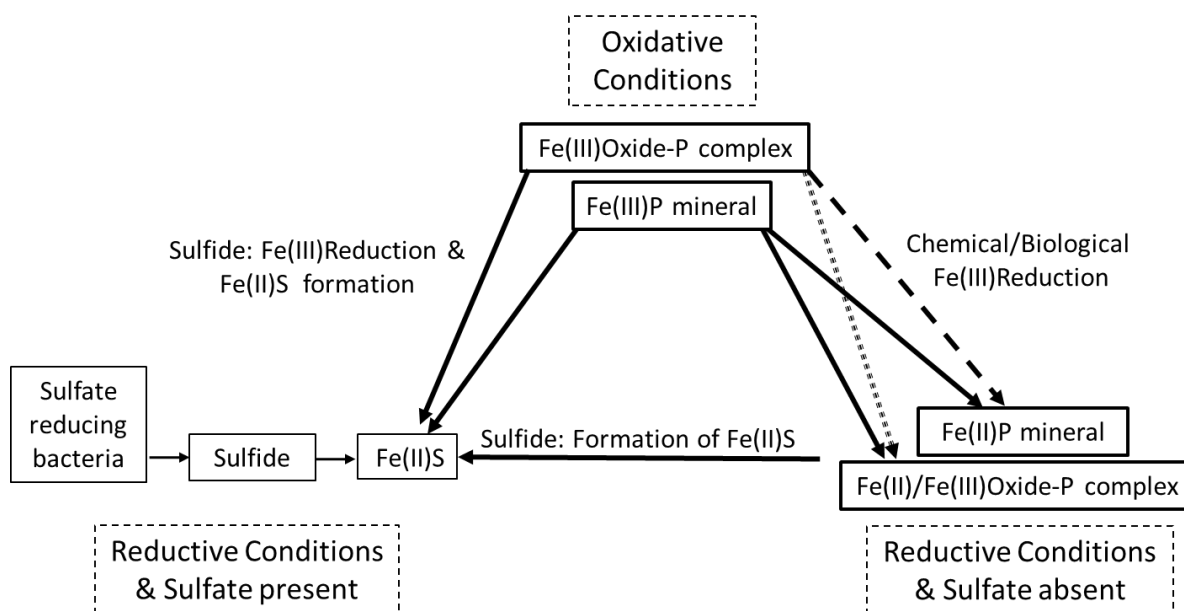 Oxidative
Conditions
Fe(III)Oxide-P complex
Fe(III)P mineral
Sulfide: Fe(III)Reduction &
Fe(II)S formation
Chemical/Biological
Fe(III)Reduction
Sulfate
reducing
bacteria
Sulfide
Fe(II)S
Sulfide: Formation of Fe(II)S
Fe(II)P mineral
Fe(II)/Fe(III)Oxide-P complex
Reductive Conditions
& Sulfate present
Reductive Conditions
& Sulfate absent